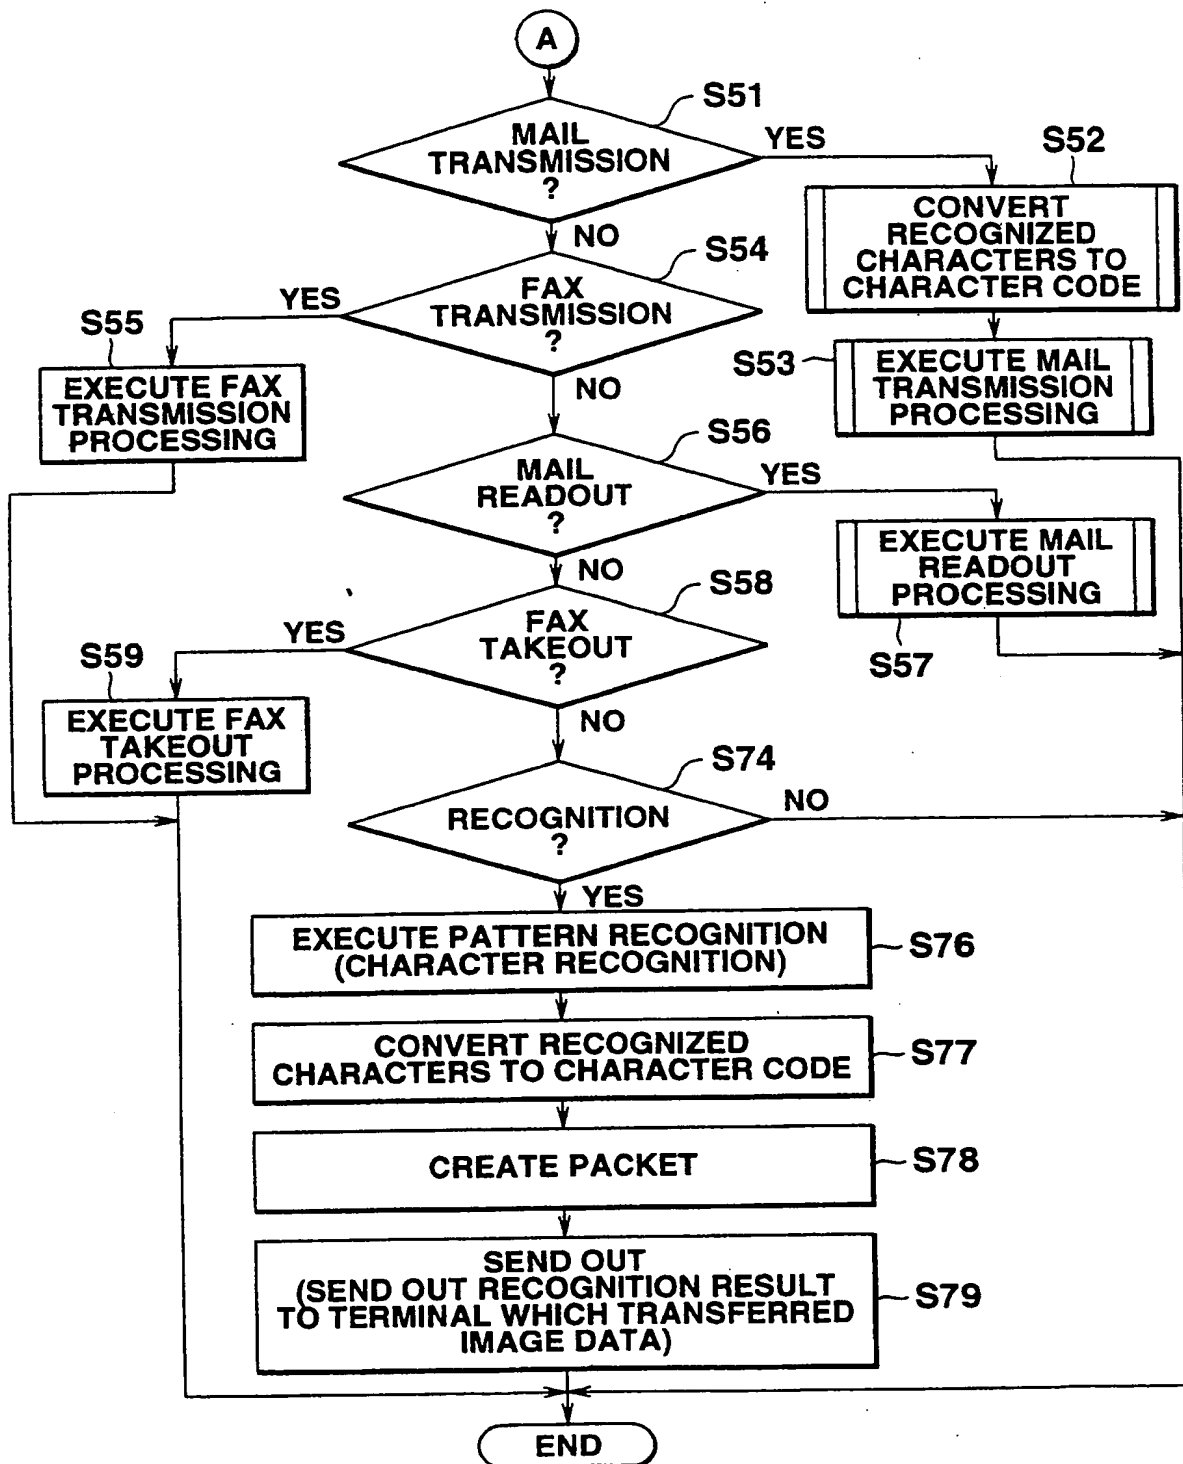 A
S51
MAIL
TRANSMISSION
?
YES
S52
CONVERT
RECOGNIZED
CHARACTERS TO
CHARACTER CODE
NO
S54
FAX
TRANSMISSION
?
YES
S55
EXECUTE FAX
TRANSMISSION
PROCESSING
S53
EXECUTE MAIL
TRANSMISSION
PROCESSING
NO
S56
MAIL
READOUT
?
YES
EXECUTE MAIL
READOUT
PROCESSING
S57
NO
S58
FAX
TAKEOUT
?
YES
S59
EXECUTE FAX
TAKEOUT
PROCESSING
NO
S74
RECOGNITION
?
NO
YES
EXECUTE PATTERN RECOGNITION
(CHARACTER RECOGNITION)
S76
CONVERT RECOGNIZED
CHARACTERS TO CHARACTER CODE
S77
CREATE PACKET
S78
SEND OUT
(SEND OUT RECOGNITION RESULT
TO TERMINAL WHICH TRANSFERRED
IMAGE DATA)
S79
END